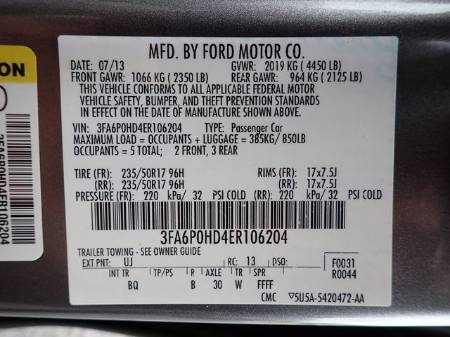 MFD. BY FORD MOTOR CO.
DATE: 07/13 GVWR: 2019 KG ( 4450 LB)
FRONT GAWR: 1066 KG ( 2350 LB) REAR GAWR: 964 KG ( 2125 LB)
THIS VEHICLE CONFORMS TO ALL APPLICABLE FEDERAL MOTOR
VEHICLE SAFETY, BUMPER, AND THEFT PREVENTION STANDARDS
IN EFFECT ON THE DATE OF MANUFACTURE SHOWN ABOVE.
VIN: 3FA6P0HD4ER106204 TYPE: Passenger Car
MAXIMUM LOAD = OCCUPANTS + LUGGAGE = 385KG/ 850LB
OCCUPANTS = 5 TOTAL; 2 FRONT, 3 REAR
TIRE (FR): 235/50R17 96H RIMS (FR): 17x7.5J
(RR): 235/50R17 96H (RR): 17x7.5J
PRESSURE (FR): 220 kPa/ 32 PSI COLD (RR): 220 kPa/ 32 PSI COLD
3FA6P0HD4ER106204
TRAILER TOWING - SEE OWNER GUIDE
EXT PNT: UJ RC: 13 DSO: F0031
R0044
INT TR TP/PS R AXLE TR SPR
BQ B 30 W FFFF
CMC ▽5U5A-5420472-AA
ON
3FA6P0HD4ER106204